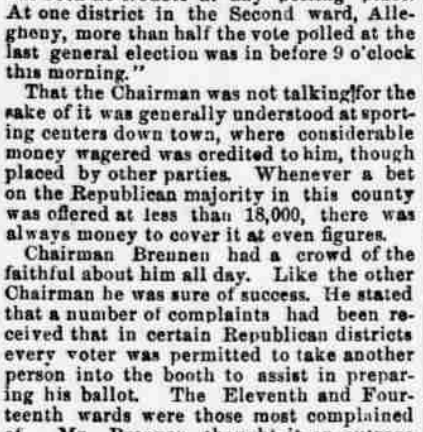 At one district in the Second ward, Alle-
gheny, more than half the vote polled at the
last general election was in before 9 o'clock
this morning."
That the Chairman was not talking for the
sake of it was generally understood at sport-
ing centers down town, where considerable
money wagered was credited to him, though
placed by other parties. Whenever a bet
on the Republican majority in this county
was offered at less than 18,000, there was
always money to cover it at even figures.
Chairman Brennen had a crowd of the
faithful about him all day. Like the other
Chairman he was sure of success. He stated
that a number of complaints had been re-
ceived that in certain Republican districts
every voter was permitted to take another
person into the booth to assist in prepar-
ing his ballot. The Eleventh and Four-
teenth wards were those most complained